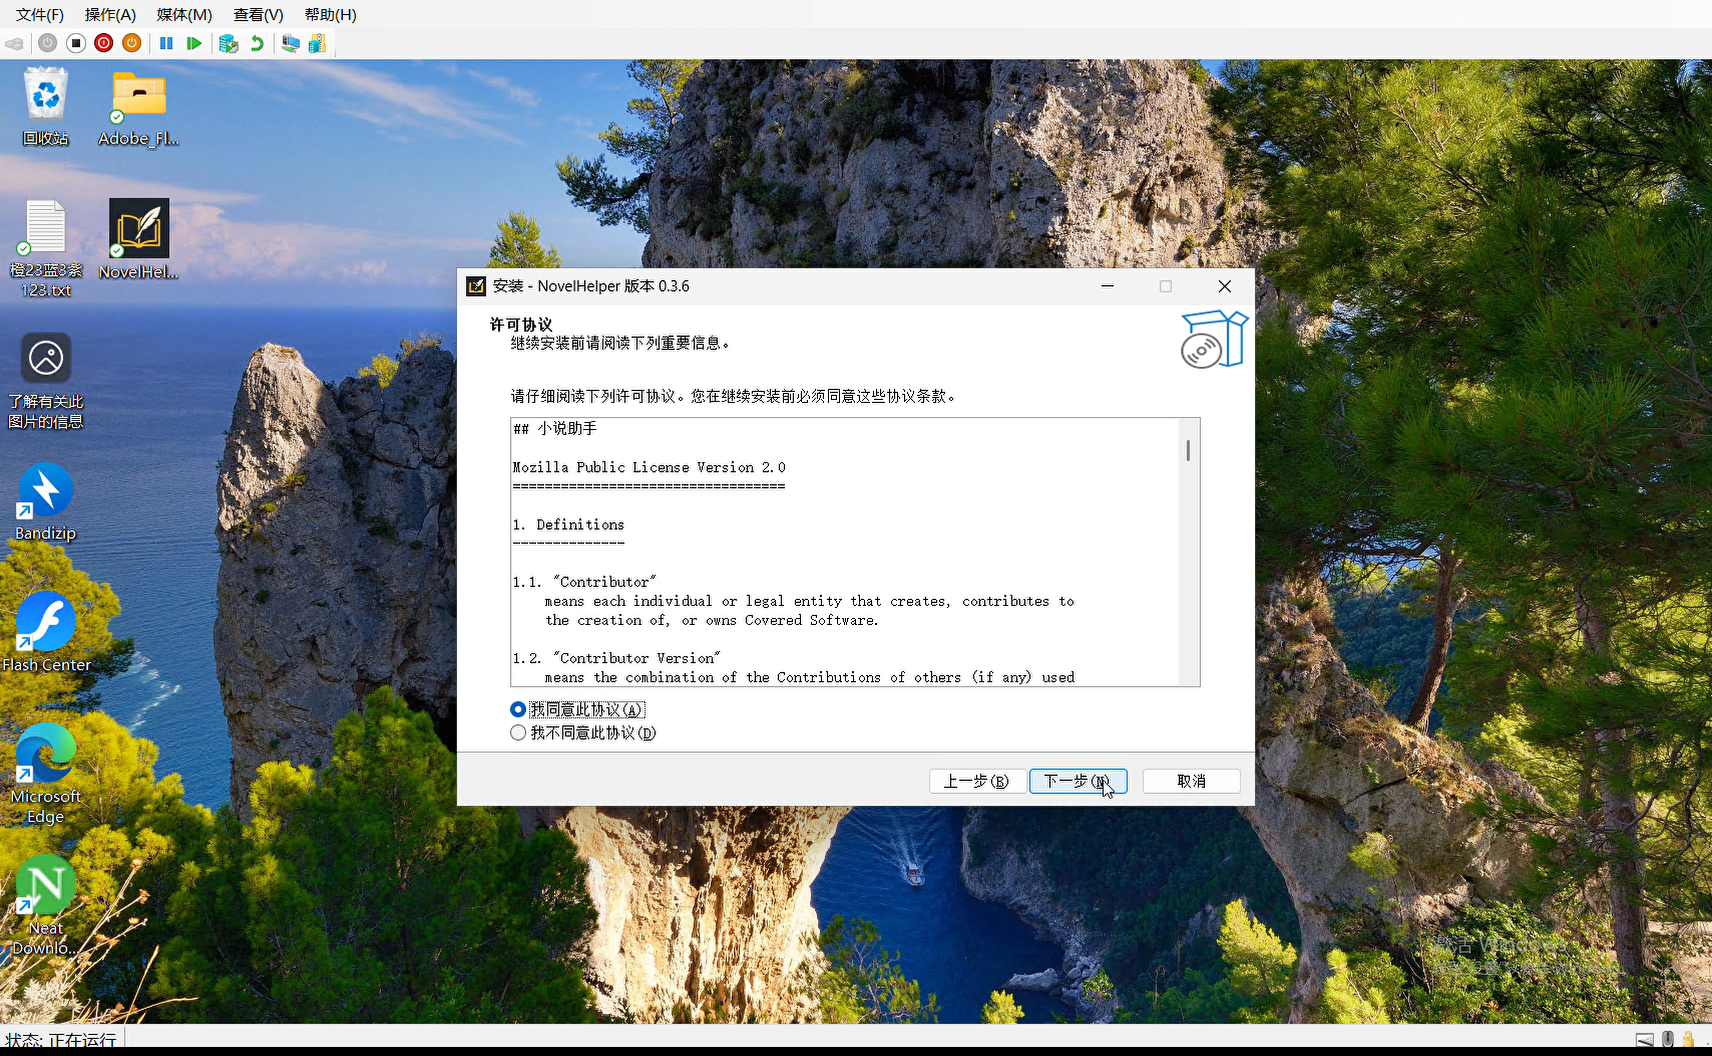 文件(F) 操作(A) 媒体(M) 查看(V) 帮助(H)
回收站
Adobe_Fl...
橙23蓝3紫
123.txt
NovelHel...
了解有关此
图片的信息
Bandizip
Flash Center
Microsoft
Edge
Neat
Downlo...
安装 - NovelHelper 版本 0.3.6
许可协议
继续安装前请阅读下列重要信息。
请仔细阅读下列许可协议。您在继续安装前必须同意这些协议条款。
## 小说助手
Mozilla Public License Version 2.0
==================================
1. Definitions
--------------
1.1. "Contributor"
means each individual or legal entity that creates, contributes to
the creation of, or owns Covered Software.
1.2. "Contributor Version"
means the combination of the Contributions of others (if any) used
我同意此协议(A)
我不同意此协议(D)
上一步(B) 下一步(N) 取消
激活 Windows
状态: 正在运行